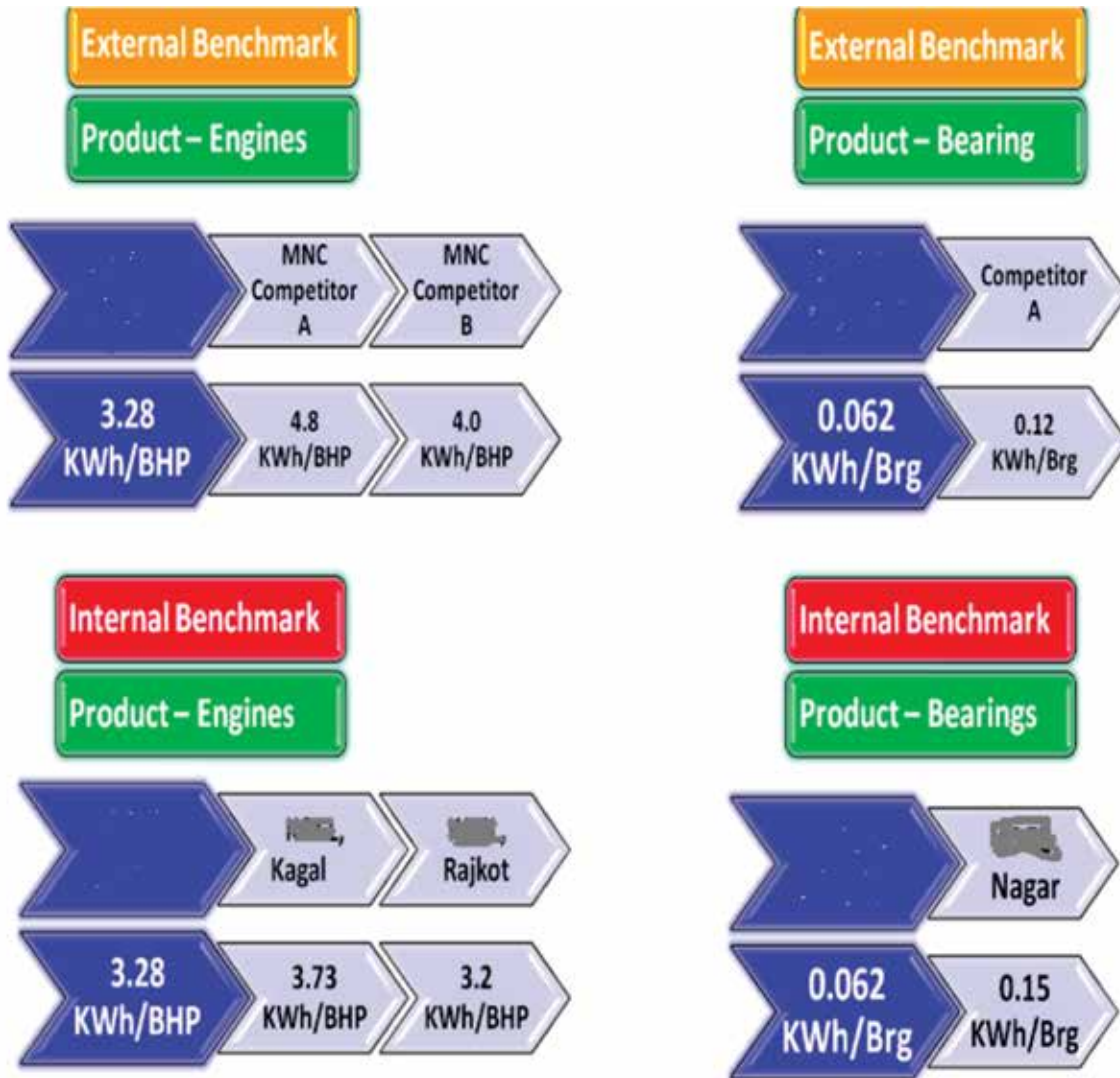 External Benchmark
Product – Engines
MNC
Competitor
A
MNC
Competitor
B
3.28
KWh/BHP
4.8
KWh/BHP
4.0
KWh/BHP
External Benchmark
Product – Bearing
Competitor
A
0.062
KWh/Brg
0.12
KWh/Brg
Internal Benchmark
Product – Engines
Kagal
Rajkot
3.28
KWh/BHP
3.73
KWh/BHP
3.2
KWh/BHP
Internal Benchmark
Product – Bearings
Nagar
0.062
KWh/Brg
0.15
KWh/Brg